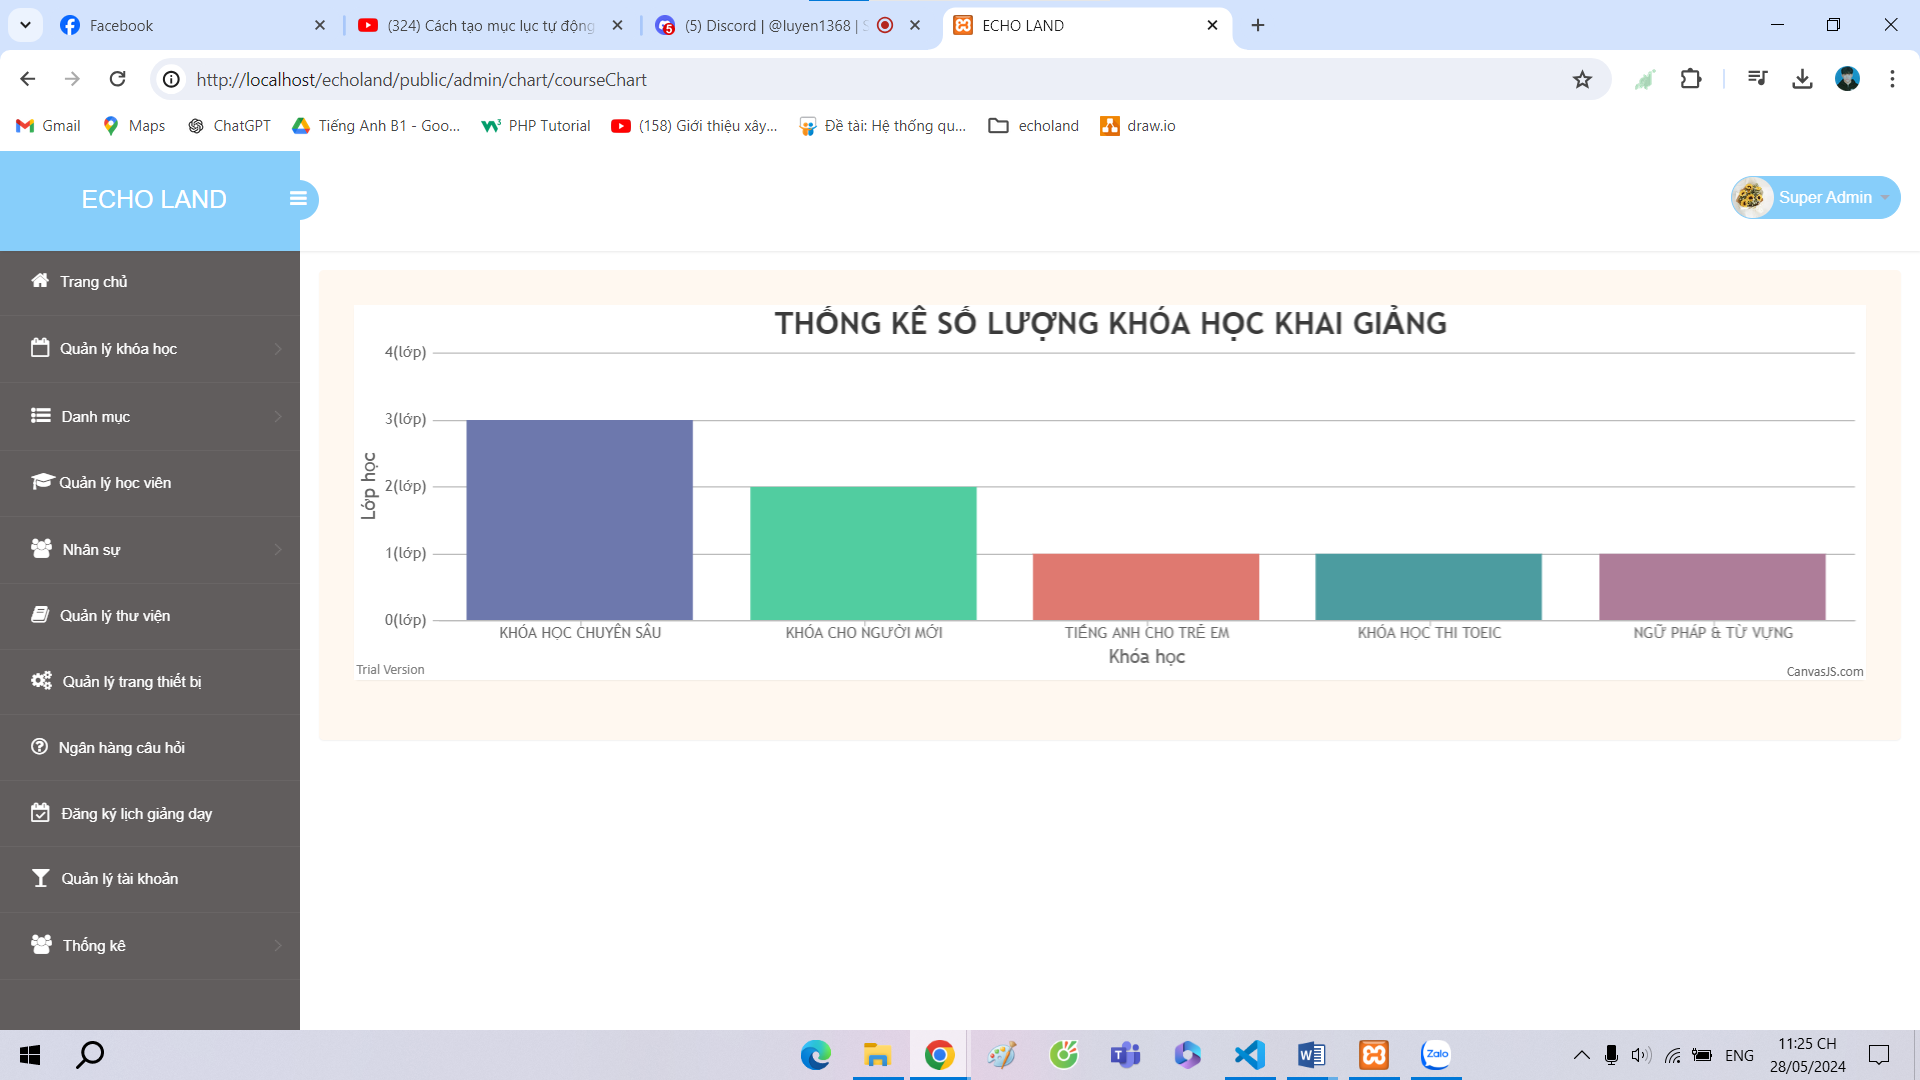 Facebook
(324) Cách tạo mục lục tự động
(5) Discord | @luyen1368 | S
ECHO LAND
http://localhost/echoland/public/admin/chart/courseChart
Gmail
Maps
ChatGPT
Tiếng Anh B1 - Goo...
PHP Tutorial
(158) Giới thiệu xây...
Đề tài: Hệ thống qu...
echoland
draw.io
ECHO LAND
Super Admin
Trang chủ
Quản lý khóa học
Danh mục
Quản lý học viên
Nhân sự
Quản lý thư viện
Quản lý trang thiết bị
Ngân hàng câu hỏi
Đăng ký lịch giảng dạy
Quản lý tài khoản
Thống kê
THỐNG KÊ SỐ LƯỢNG KHÓA HỌC KHAI GIẢNG
4(lớp)
3(lớp)
2(lớp)
1(lớp)
0(lớp)
Lớp học
KHÓA HỌC CHUYÊN SÂU
KHÓA CHO NGƯỜI MỚI
TIẾNG ANH CHO TRẺ EM
KHÓA HỌC THI TOEIC
NGỮ PHÁP & TỪ VỰNG
Khóa học
Trial Version
CanvasJS.com
Zalo
ENG
11:25 CH
28/05/2024